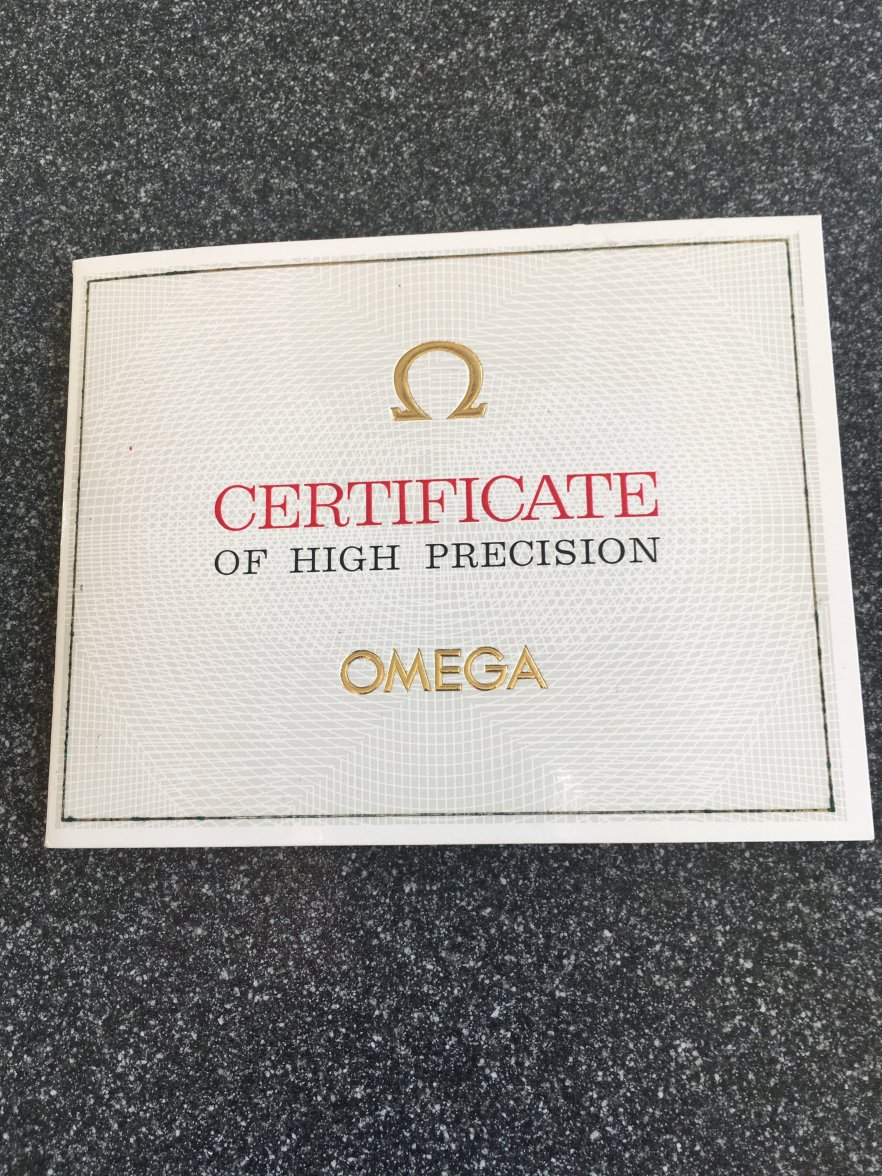 Ω
CERTIFICATE
OF HIGH PRECISION
OMEGA